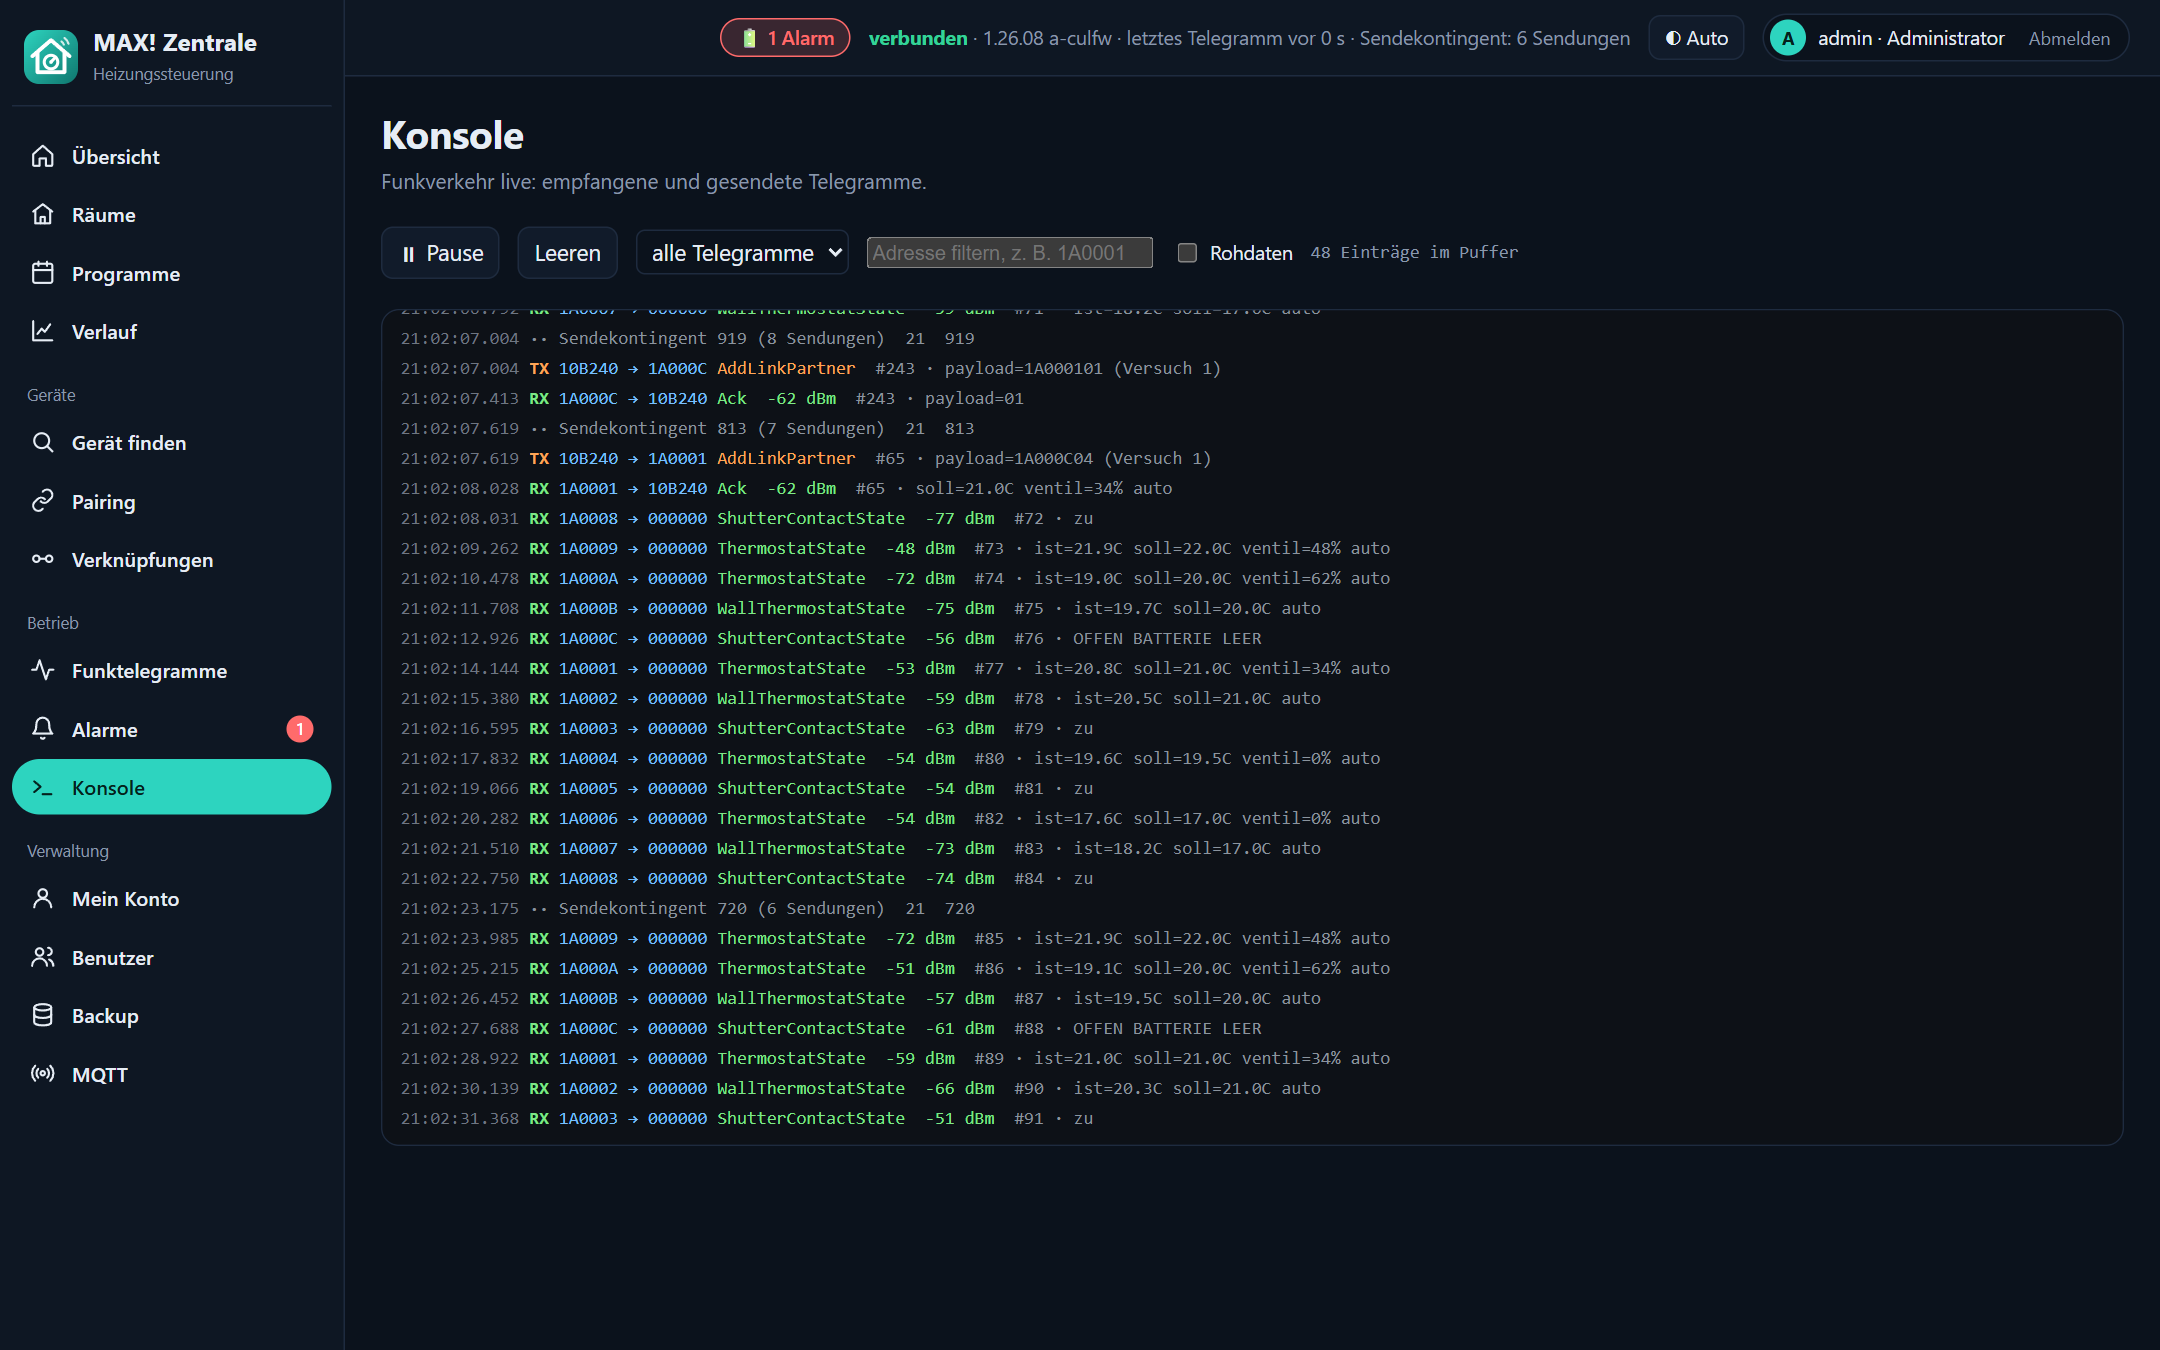 MAX! Zentrale
Heizungssteuerung
Übersicht
Räume
Programme
Verlauf
Geräte
Gerät finden
Pairing
Verknüpfungen
Betrieb
Funktelegramme
Alarme 1
Konsole
Verwaltung
Mein Konto
Benutzer
Backup
MQTT
1 Alarm verbunden · 1.26.08 a-culfw · letztes Telegramm vor 0 s · Sendekontingent: 6 Sendungen Auto A admin · Administrator Abmelden
Konsole
Funkverkehr live: empfangene und gesendete Telegramme.
Pause Leeren alle Telegramme Adresse filtern, z. B. 1A0001 Rohdaten 48 Einträge im Puffer
21:02:06.792 RX 1A0007 → 000000 WallThermostatState -59 dBm #71 · ist=18.2C soll=17.0C auto
21:02:07.004 ·· Sendekontingent 919 (8 Sendungen) 21 919
21:02:07.004 TX 10B240 → 1A000C AddLinkPartner #243 · payload=1A000101 (Versuch 1)
21:02:07.413 RX 1A000C → 10B240 Ack -62 dBm #243 · payload=01
21:02:07.619 ·· Sendekontingent 813 (7 Sendungen) 21 813
21:02:07.619 TX 10B240 → 1A0001 AddLinkPartner #65 · payload=1A000C04 (Versuch 1)
21:02:08.028 RX 1A0001 → 10B240 Ack -62 dBm #65 · soll=21.0C ventil=34% auto
21:02:08.031 RX 1A0008 → 000000 ShutterContactState -77 dBm #72 · zu
21:02:09.262 RX 1A0009 → 000000 ThermostatState -48 dBm #73 · ist=21.9C soll=22.0C ventil=48% auto
21:02:10.478 RX 1A000A → 000000 ThermostatState -72 dBm #74 · ist=19.0C soll=20.0C ventil=62% auto
21:02:11.708 RX 1A000B → 000000 WallThermostatState -75 dBm #75 · ist=19.7C soll=20.0C auto
21:02:12.926 RX 1A000C → 000000 ShutterContactState -56 dBm #76 · OFFEN BATTERIE LEER
21:02:14.144 RX 1A0001 → 000000 ThermostatState -53 dBm #77 · ist=20.8C soll=21.0C ventil=34% auto
21:02:15.380 RX 1A0002 → 000000 WallThermostatState -59 dBm #78 · ist=20.5C soll=21.0C auto
21:02:16.595 RX 1A0003 → 000000 ShutterContactState -63 dBm #79 · zu
21:02:17.832 RX 1A0004 → 000000 ThermostatState -54 dBm #80 · ist=19.6C soll=19.5C ventil=0% auto
21:02:19.066 RX 1A0005 → 000000 ShutterContactState -54 dBm #81 · zu
21:02:20.282 RX 1A0006 → 000000 ThermostatState -54 dBm #82 · ist=17.6C soll=17.0C ventil=0% auto
21:02:21.510 RX 1A0007 → 000000 WallThermostatState -73 dBm #83 · ist=18.2C soll=17.0C auto
21:02:22.750 RX 1A0008 → 000000 ShutterContactState -74 dBm #84 · zu
21:02:23.175 ·· Sendekontingent 720 (6 Sendungen) 21 720
21:02:23.985 RX 1A0009 → 000000 ThermostatState -72 dBm #85 · ist=21.9C soll=22.0C ventil=48% auto
21:02:25.215 RX 1A000A → 000000 ThermostatState -51 dBm #86 · ist=19.1C soll=20.0C ventil=62% auto
21:02:26.452 RX 1A000B → 000000 WallThermostatState -57 dBm #87 · ist=19.5C soll=20.0C auto
21:02:27.688 RX 1A000C → 000000 ShutterContactState -61 dBm #88 · OFFEN BATTERIE LEER
21:02:28.922 RX 1A0001 → 000000 ThermostatState -59 dBm #89 · ist=21.0C soll=21.0C ventil=34% auto
21:02:30.139 RX 1A0002 → 000000 WallThermostatState -66 dBm #90 · ist=20.3C soll=21.0C auto
21:02:31.368 RX 1A0003 → 000000 ShutterContactState -51 dBm #91 · zu